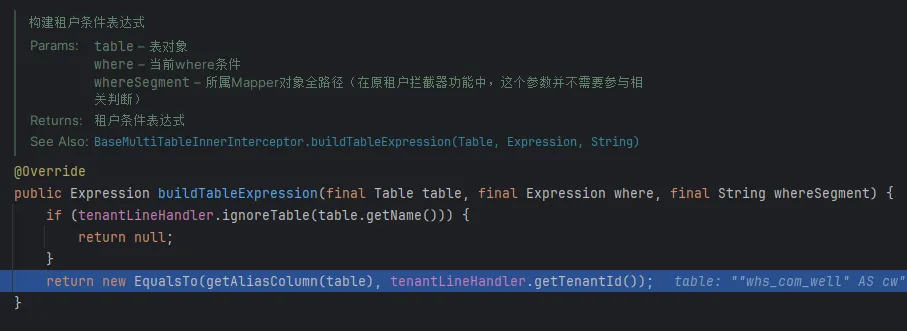 构建租户条件表达式
Params: table – 表对象
where – 当前where条件
whereSegment – 所属Mapper对象全路径（在原租户拦截器功能中，这个参数并不需要参与相
关判断）
Returns: 租户条件表达式
See Also: BaseMultiTableInnerInterceptor.buildTableExpression(Table, Expression, String)
@Override
public Expression buildTableExpression(final Table table, final Expression where, final String whereSegment) {
if (tenantLineHandler.ignoreTable(table.getName())) {
return null;
}
return new EqualsTo(getAliasColumn(table), tenantLineHandler.getTenantId()); table: ""whs_com_well" AS cw"
}